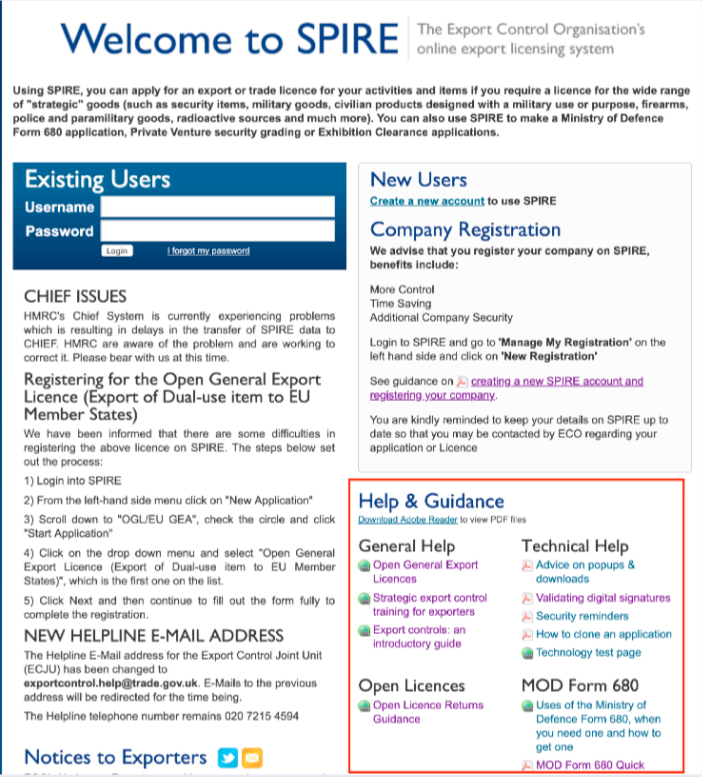 Welcome to SPIRE
The Export Control Organisation's
online export licensing system
Using SPIRE, you can apply for an export or trade licence for your activities and items if you require a licence for the wide range
of "strategic" goods (such as security items, military goods, civilian products designed with a military use or purpose, firearms,
police and paramilitary goods, radioactive sources and much more). You can also use SPIRE to make a Ministry of Defence
Form 680 application, Private Venture security grading or Exhibition Clearance applications.
Existing Users
Username
Password
Login
I forgot my password
CHIEF ISSUES
HMRC's Chief System is currently experiencing problems
which is resulting in delays in the transfer of SPIRE data to
CHIEF. HMRC are aware of the problem and are working to
correct it. Please bear with us at this time.
Registering for the Open General Export
Licence (Export of Dual-use item to EU
Member States)
We have been informed that there are some difficulties in
registering the above licence on SPIRE. The steps below set
out the process:
1) Login into SPIRE
2) From the left-hand side menu click on "New Application"
3) Scroll down to "OGL/EU GEA", check the circle and click
"Start Application"
4) Click on the drop down menu and select "Open General
Export Licence (Export of Dual-use item to EU Member
States)", which is the first one on the list.
5) Click Next and then continue to fill out the form fully to
complete the registration.
NEW HELPLINE E-MAIL ADDRESS
The Helpline E-Mail address for the Export Control Joint Unit
(ECJU) has been changed to
exportcontrol.help@trade.gov.uk. E-Mails to the previous
address will be redirected for the time being.
The Helpline telephone number remains 020 7215 4594
Notices to Exporters
New Users
Create a new account to use SPIRE
Company Registration
We advise that you register your company on SPIRE,
benefits include:
More Control
Time Saving
Additional Company Security
Login to SPIRE and go to 'Manage My Registration' on the
left hand side and click on 'New Registration'
See guidance on creating a new SPIRE account and
registering your company.
You are kindly reminded to keep your details on SPIRE up to
date so that you may be contacted by ECO regarding your
application or Licence
Help & Guidance
Download Adobe Reader to view PDF files
General Help
Open General Export
Licences
Strategic export control
training for exporters
Export controls: an
introductory guide
Technical Help
Advice on popups &
downloads
Validating digital signatures
Security reminders
How to clone an application
Technology test page
Open Licences
Open Licence Returns
Guidance
MOD Form 680
Uses of the Ministry of
Defence Form 680, when
you need one and how to
get one
MOD Form 680 Quick